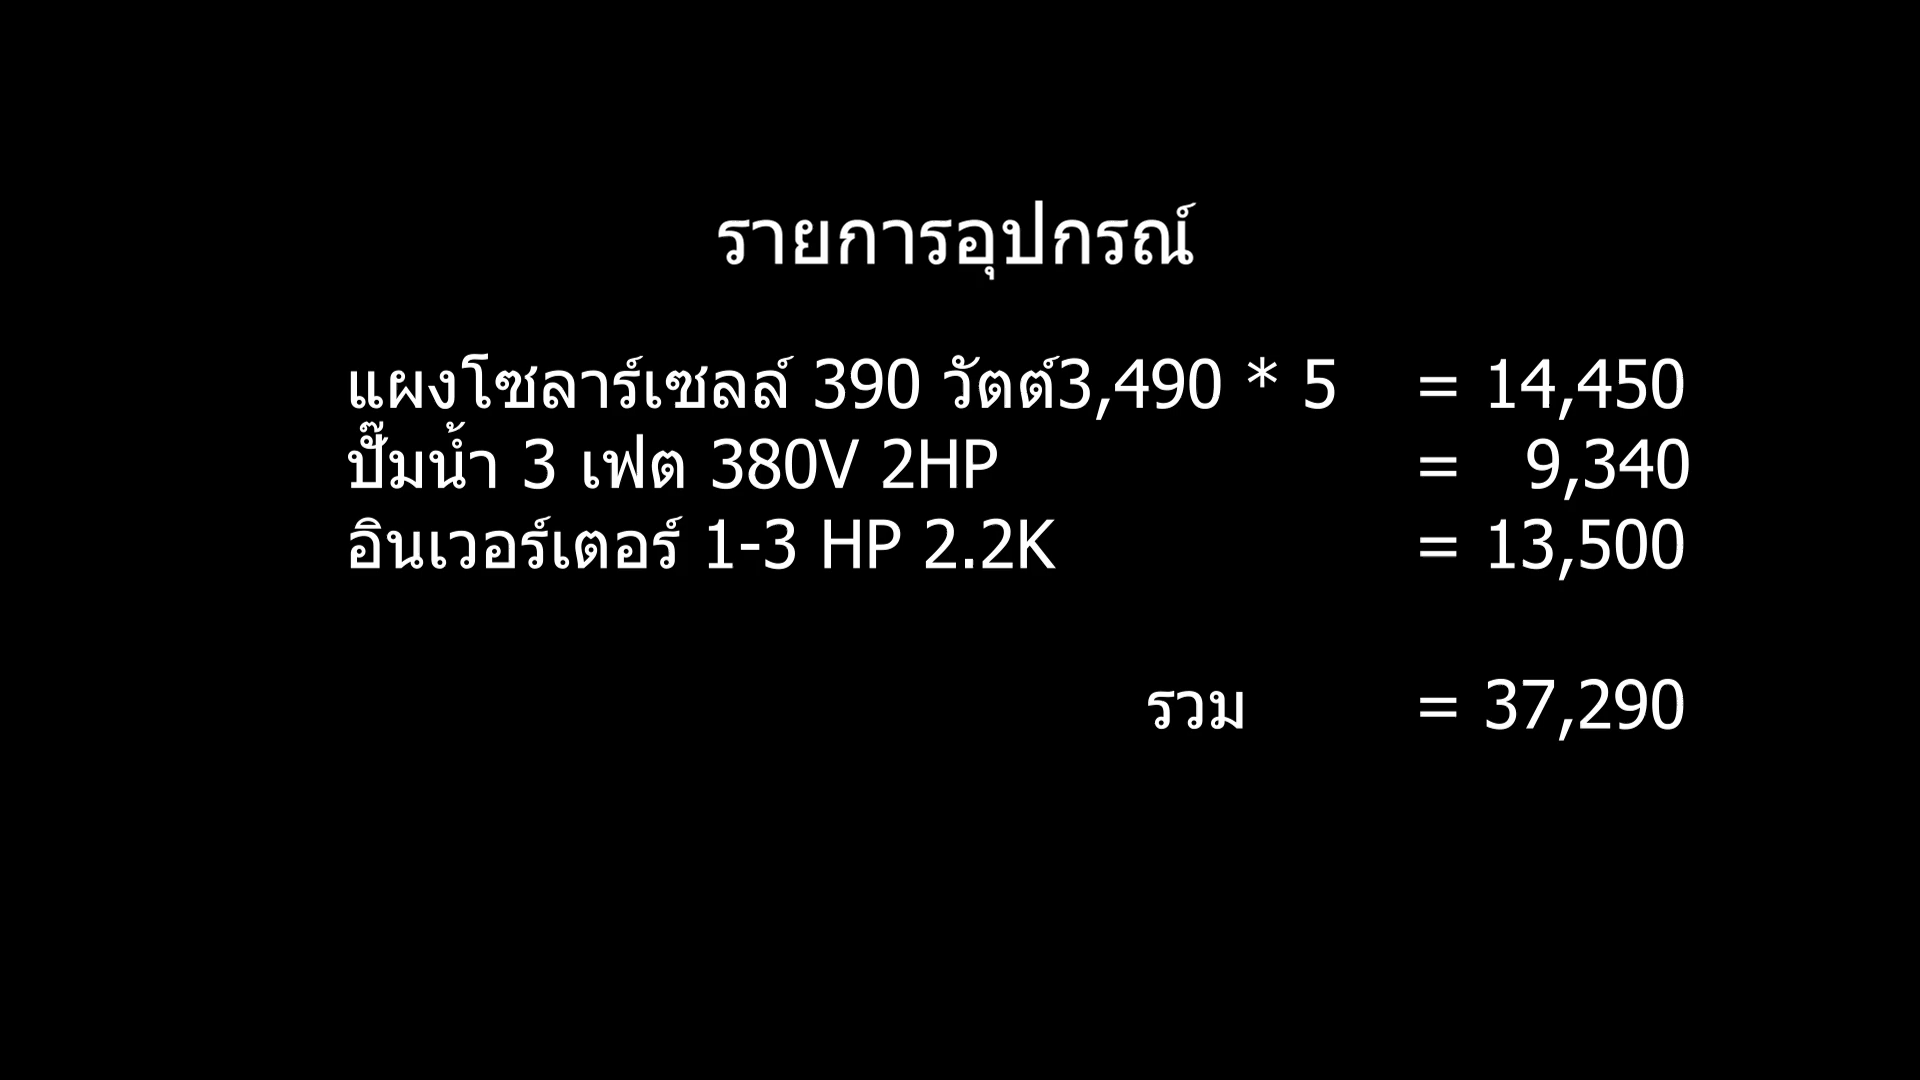 รายการอุปกรณ์
แผงโซลาร์เซลล์ 390 วัตต์3,490 * 5 = 14,450
ปั๊มน้ำ 3 เฟต 380V 2HP = 9,340
อินเวอร์เตอร์ 1-3 HP 2.2K = 13,500
รวม = 37,290